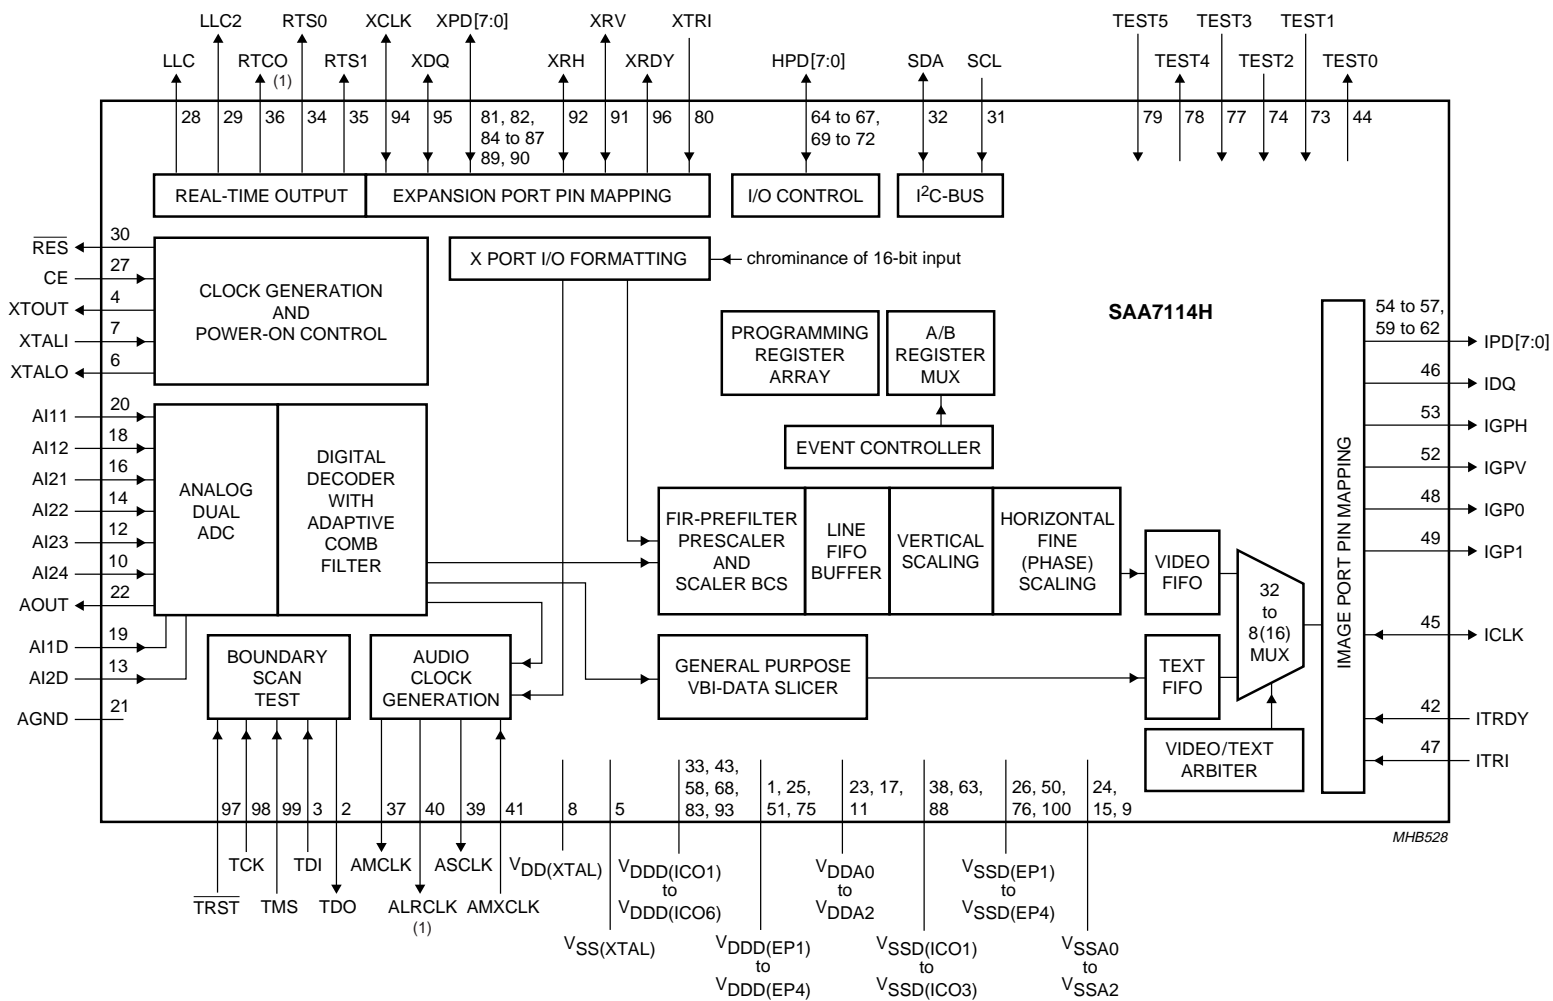 LLC2 RTS0 XCLK XPD[7:0] XRV XTRI TEST5 TEST3 TEST1
LLC RTCO RTS1 XDQ XRH XRDY HPD[7:0] SDA SCL TEST4 TEST2 TEST0
(1)
28 29 36 34 35 94 95 81, 82, 92 91 96 80 64 to 67, 32 31 79 78 77 74 73 44
84 to 87 69 to 72
89, 90
REAL-TIME OUTPUT EXPANSION PORT PIN MAPPING I/O CONTROL I2C-BUS
RES 30
CE 27
XTOUT 4
XTALI 7
XTALO 6
CLOCK GENERATION
AND
POWER-ON CONTROL
X PORT I/O FORMATTING chrominance of 16-bit input
SAA7114H
PROGRAMMING
REGISTER
ARRAY
A/B
REGISTER
MUX
EVENT CONTROLLER
54 to 57,
59 to 62 IPD[7:0]
46 IDQ
53 IGPH
52 IGPV
48 IGP0
49 IGP1
45 ICLK
42 ITRDY
47 ITRI
IMAGE PORT PIN MAPPING
AI11 20
AI12 18
AI21 16
AI22 14
AI23 12
AI24 10
AOUT 22
AI1D 19
AI2D 13
AGND 21
ANALOG
DUAL
ADC
DIGITAL
DECODER
WITH
ADAPTIVE
COMB
FILTER
FIR-PREFILTER
PRESCALER
AND
SCALER BCS
LINE
FIFO
BUFFER
VERTICAL
SCALING
HORIZONTAL
FINE
(PHASE)
SCALING
VIDEO
FIFO
32
to
8(16)
MUX
BOUNDARY
SCAN
TEST
AUDIO
CLOCK
GENERATION
GENERAL PURPOSE
VBI-DATA SLICER
TEXT
FIFO
VIDEO/TEXT
ARBITER
33, 43,
58, 68, 1, 25, 23, 17, 38, 63, 26, 50, 24,
97 98 99 3 2 37 40 39 41 8 5 83, 93 51, 75 11 88 76, 100 15, 9
MHB528
TCK TDI AMCLK ASCLK VDD(XTAL) VDDD(ICO1) VDDA0 VSSD(EP1)
to to to
TRST TMS TDO ALRCLK AMXCLK VDDD(ICO6) VDDA2 VSSD(EP4)
(1)
VSS(XTAL) VDDD(EP1) VSSD(ICO1) VSSA0
to to to
VDDD(EP4) VSSD(ICO3) VSSA2